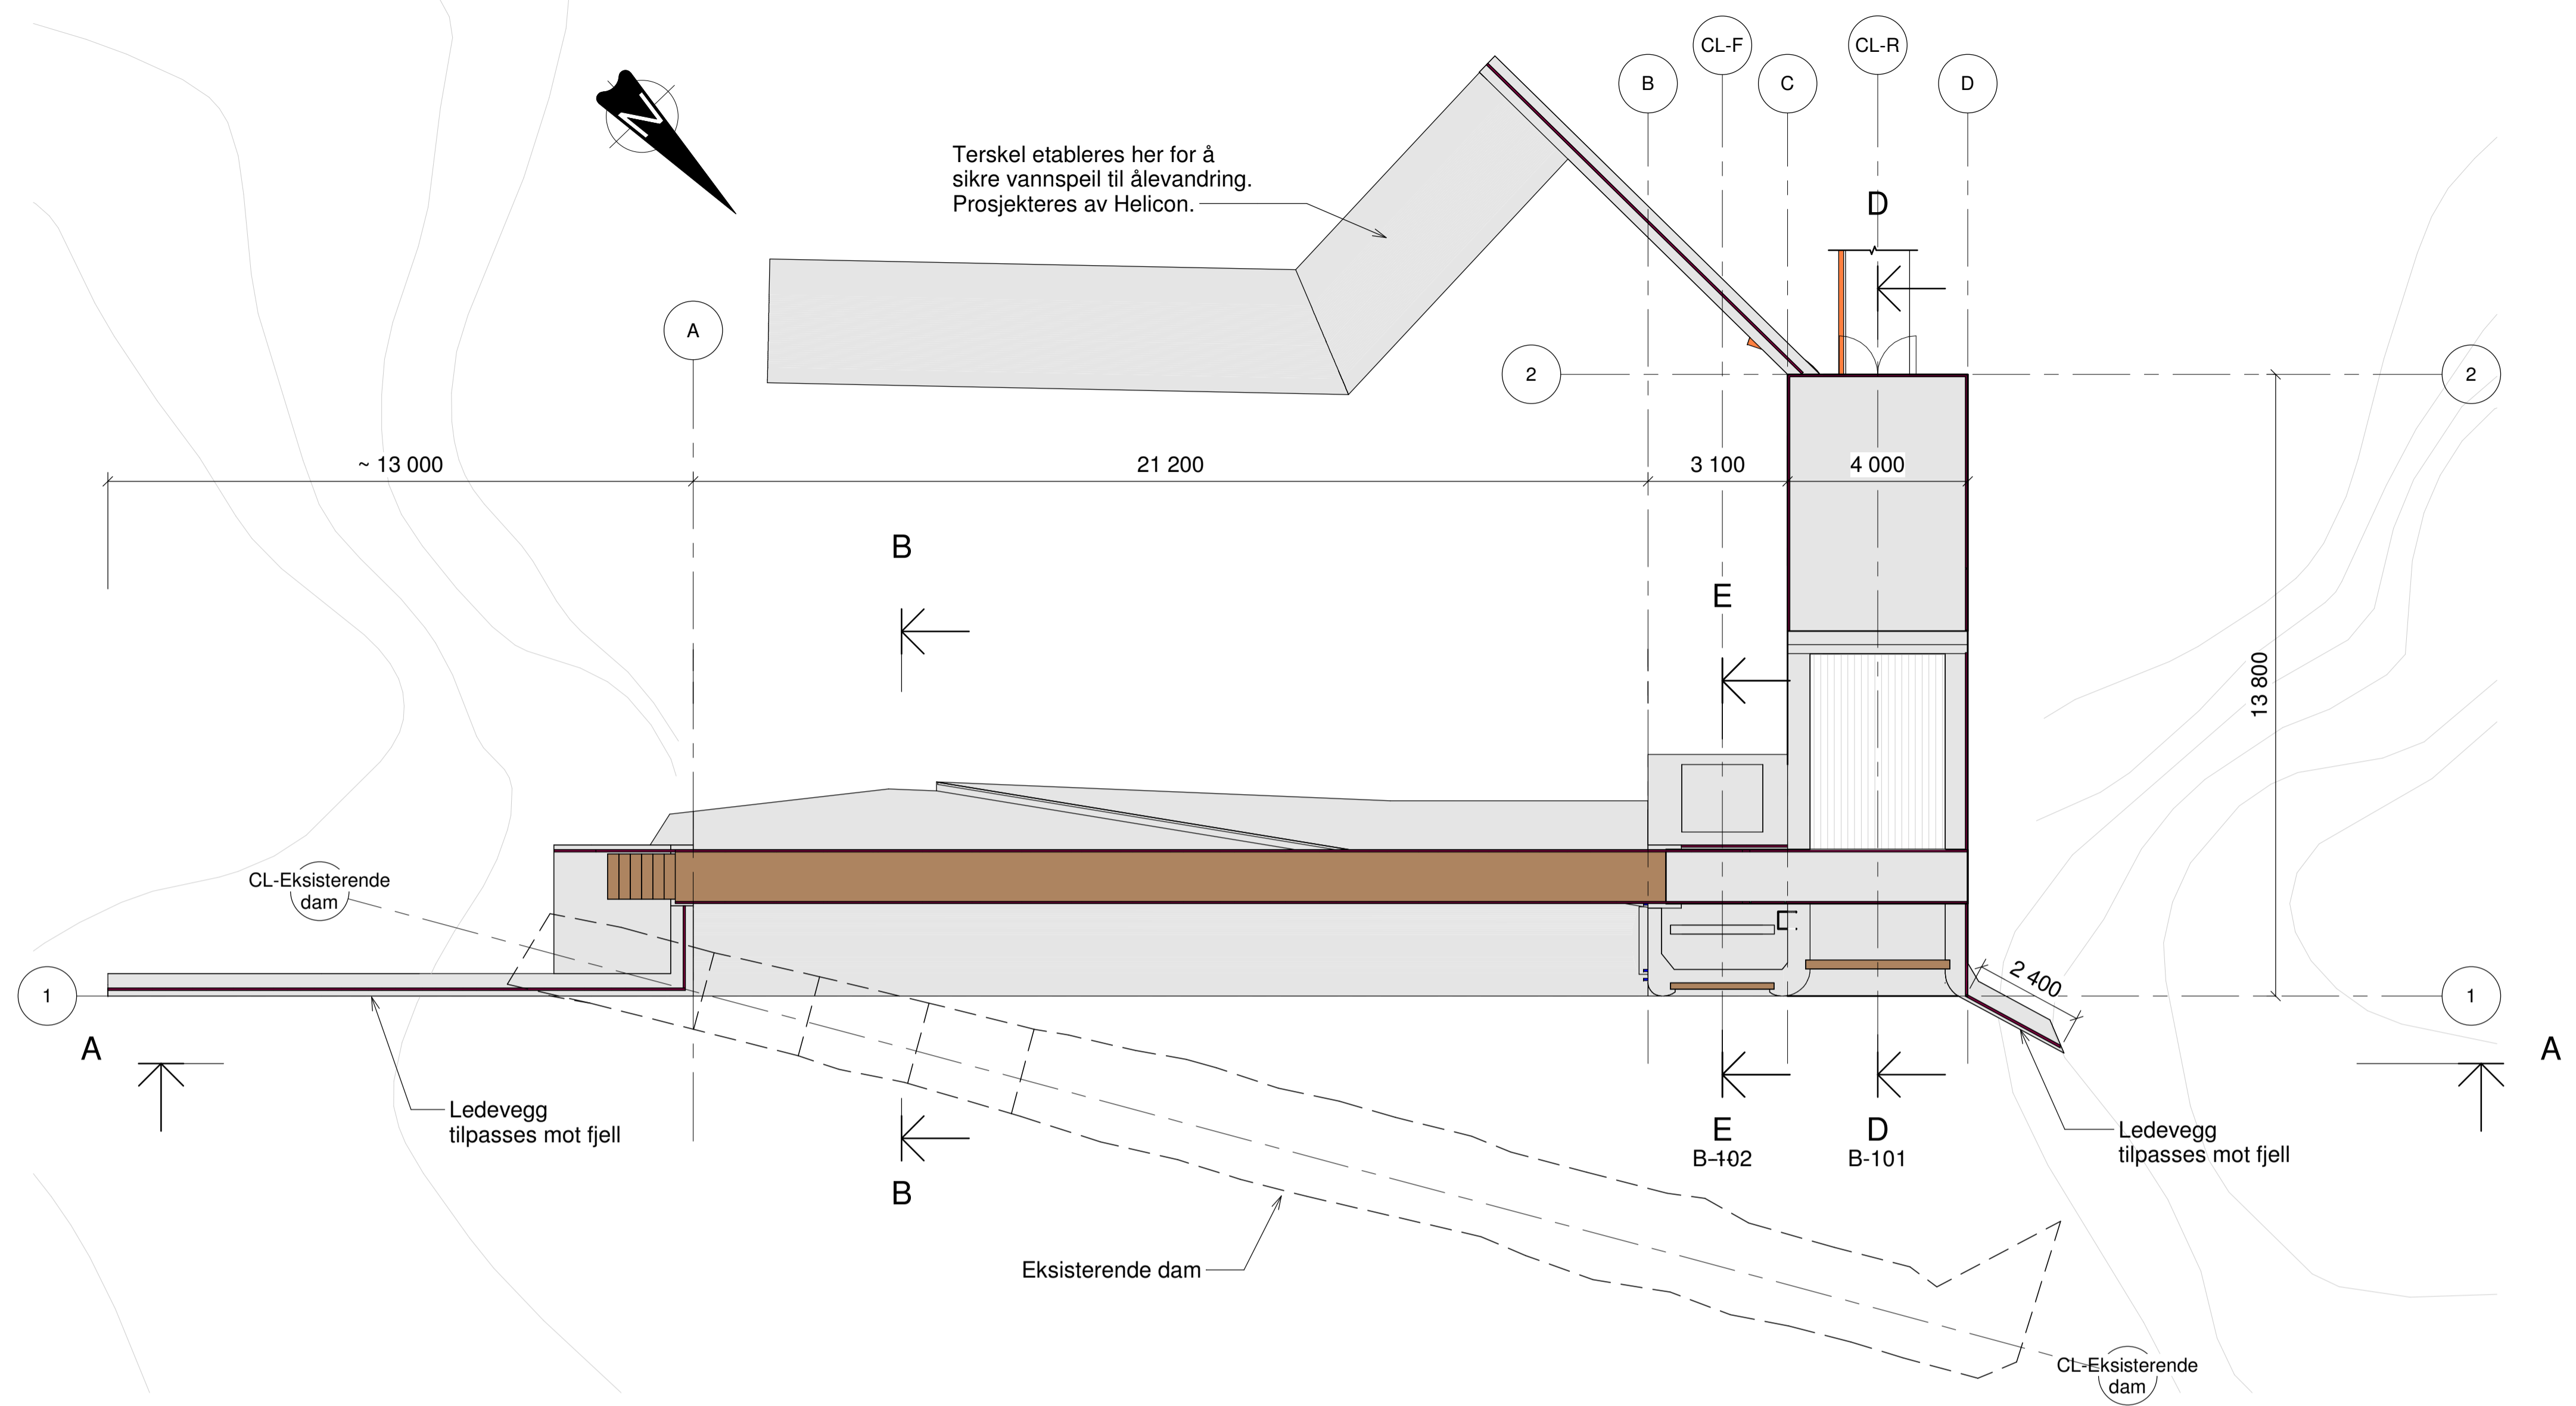 CL-F
CL-R
B
C
D
N
Terskel etableres her for å
sikre vannspeil til ålevandring.
Prosjekteres av Helicon.
D
A
2
2
~ 13 000
21 200
3 100
4 000
B
E
13 800
CL-Eksisterende
dam
2 400
1
1
A
A
Ledevegg
tilpasses mot fjell
E
B-102
D
B-101
Ledevegg
tilpasses mot fjell
B
Eksisterende dam
CL-Eksisterende
dam